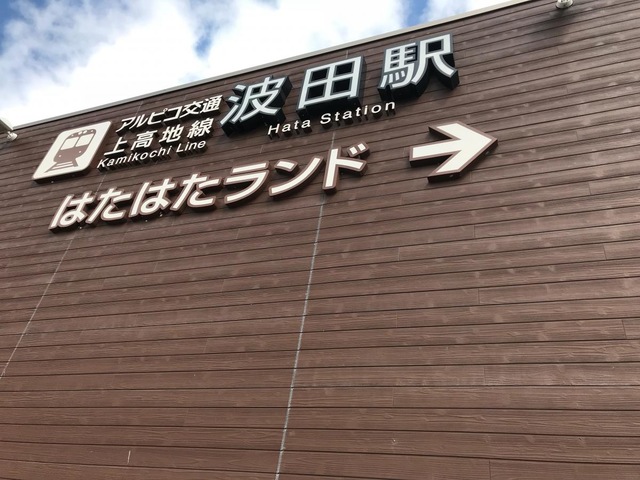 アルピコ交通
上高地線
Kamikochi Line
波田駅
Hata Station
はたはたランド